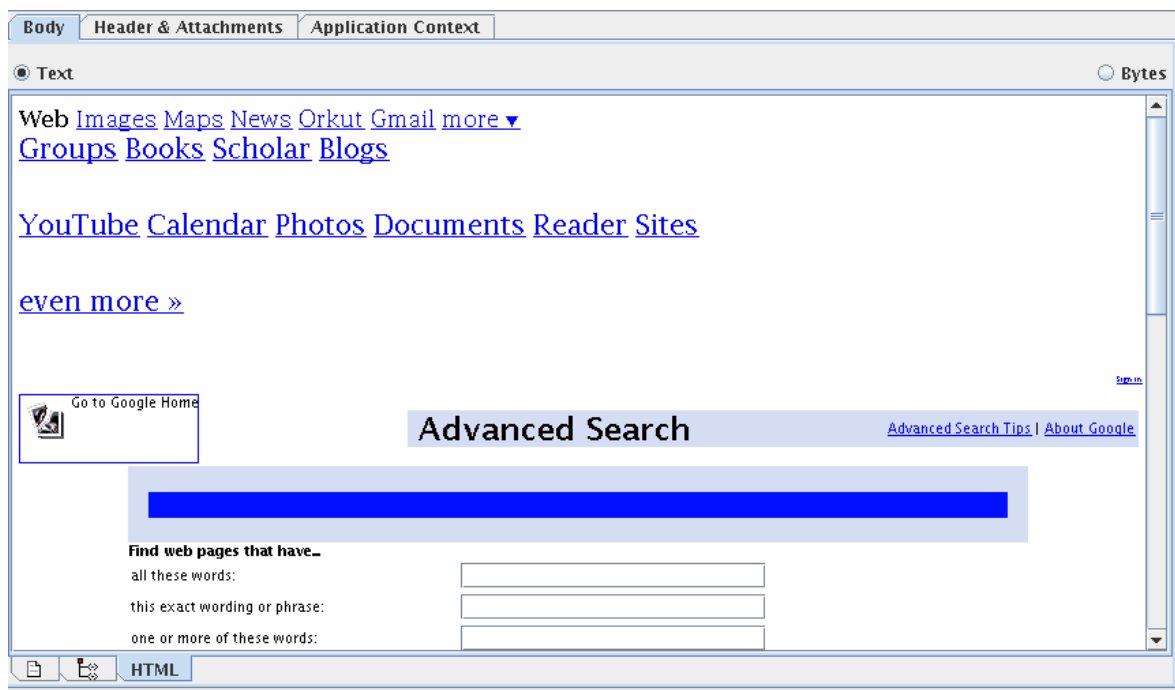 Body Header & Attachments Application Context
Text Bytes
Web Images Maps News Orkut Gmail more ▼
Groups Books Scholar Blogs
YouTube Calendar Photos Documents Reader Sites
even more »
Sign in
Go to Google Home
Advanced Search Advanced Search Tips | About Google
Find web pages that have...
all these words:
this exact wording or phrase:
one or more of these words:
HTML